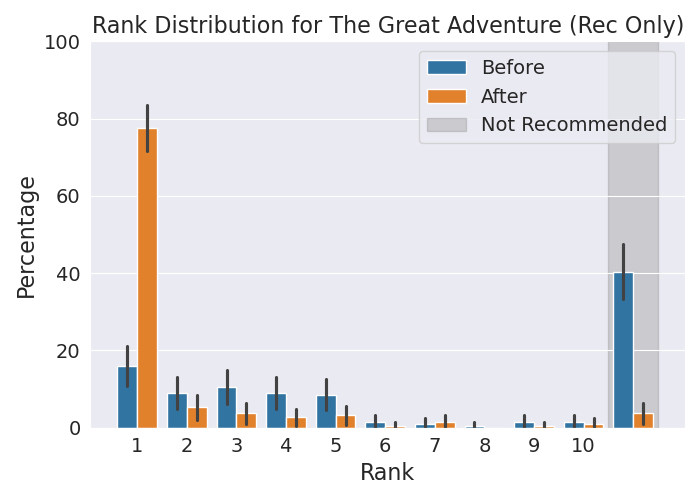 Rank Distribution for The Great Adventure (Rec Only)
100
80
60
40
20
0
Percentage
Before
After
Not Recommended
1 2 3 4 5 6 7 8 9 10
Rank